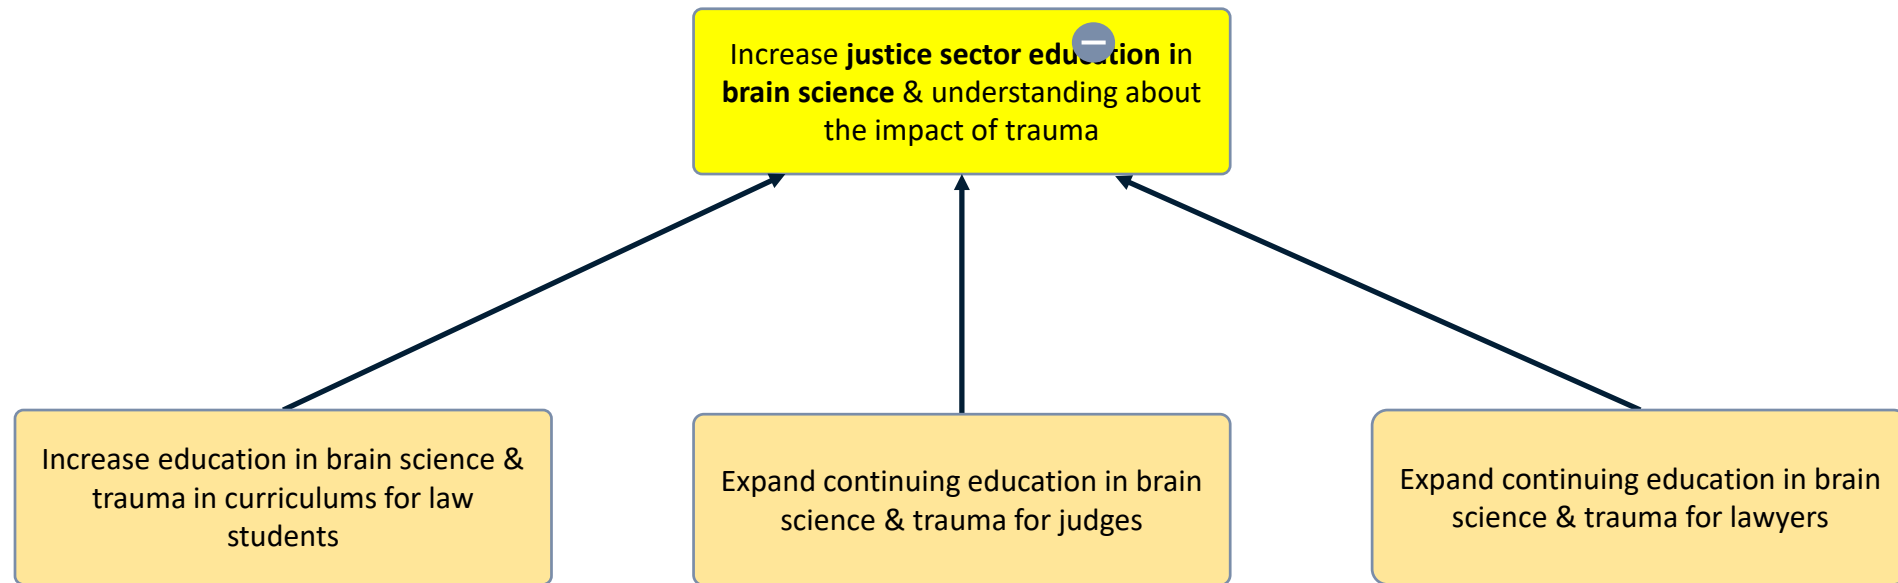 Increase justice sector education in
brain science & understanding about
the impact of trauma
Increase education in brain science &
trauma in curriculums for law
students
Expand continuing education in brain
science & trauma for judges
Expand continuing education in brain
science & trauma for lawyers